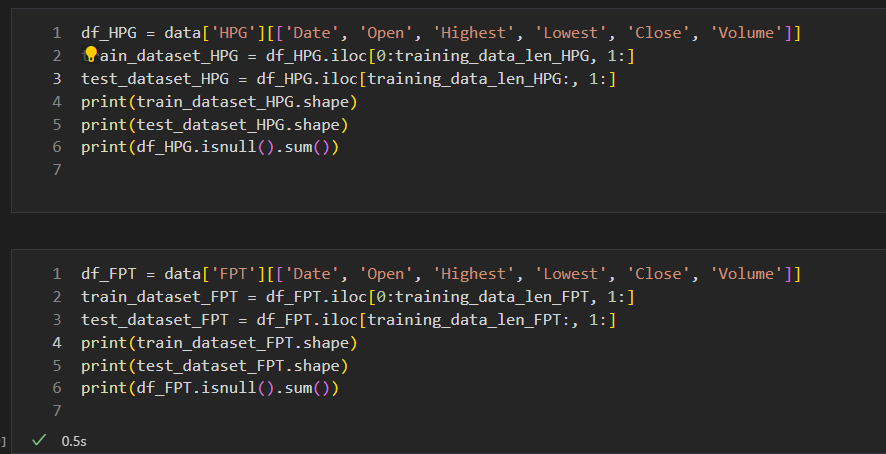 1 df_HPG = data['HPG'][['Date', 'Open', 'Highest', 'Lowest', 'Close', 'Volume']]
2 ain_dataset_HPG = df_HPG.iloc[0:training_data_len_HPG, 1:]
3 test_dataset_HPG = df_HPG.iloc[training_data_len_HPG:, 1:]
4 print(train_dataset_HPG.shape)
5 print(test_dataset_HPG.shape)
6 print(df_HPG.isnull().sum())
7
1 df_FPT = data['FPT'][['Date', 'Open', 'Highest', 'Lowest', 'Close', 'Volume']]
2 train_dataset_FPT = df_FPT.iloc[0:training_data_len_FPT, 1:]
3 test_dataset_FPT = df_FPT.iloc[training_data_len_FPT:, 1:]
4 print(train_dataset_FPT.shape)
5 print(test_dataset_FPT.shape)
6 print(df_FPT.isnull().sum())
7
] 0.5s